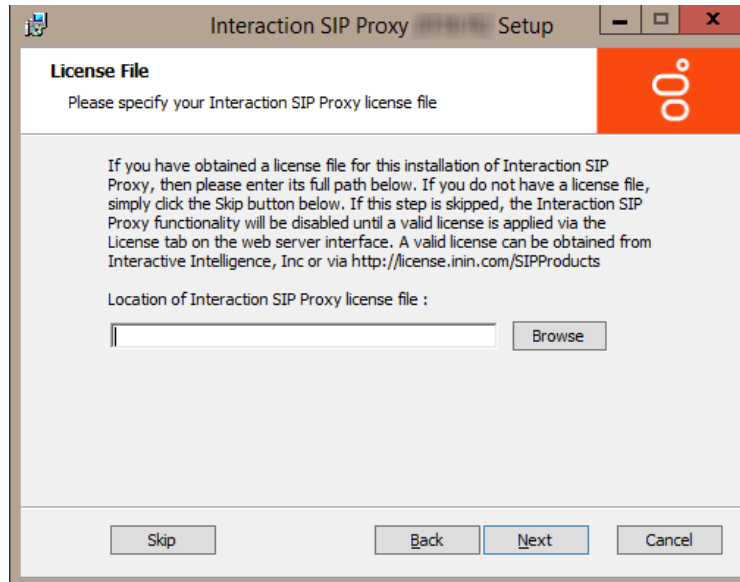 Interaction SIP Proxy Setup
License File
Please specify your Interaction SIP Proxy license file
If you have obtained a license file for this installation of Interaction SIP
Proxy, then please enter its full path below. If you do not have a license file,
simply click the Skip button below. If this step is skipped, the Interaction SIP
Proxy functionality will be disabled until a valid license is applied via the
License tab on the web server interface. A valid license can be obtained from
Interactive Intelligence, Inc or via http://license.inin.com/SIPProducts
Location of Interaction SIP Proxy license file :
Browse
Skip
Back
Next
Cancel